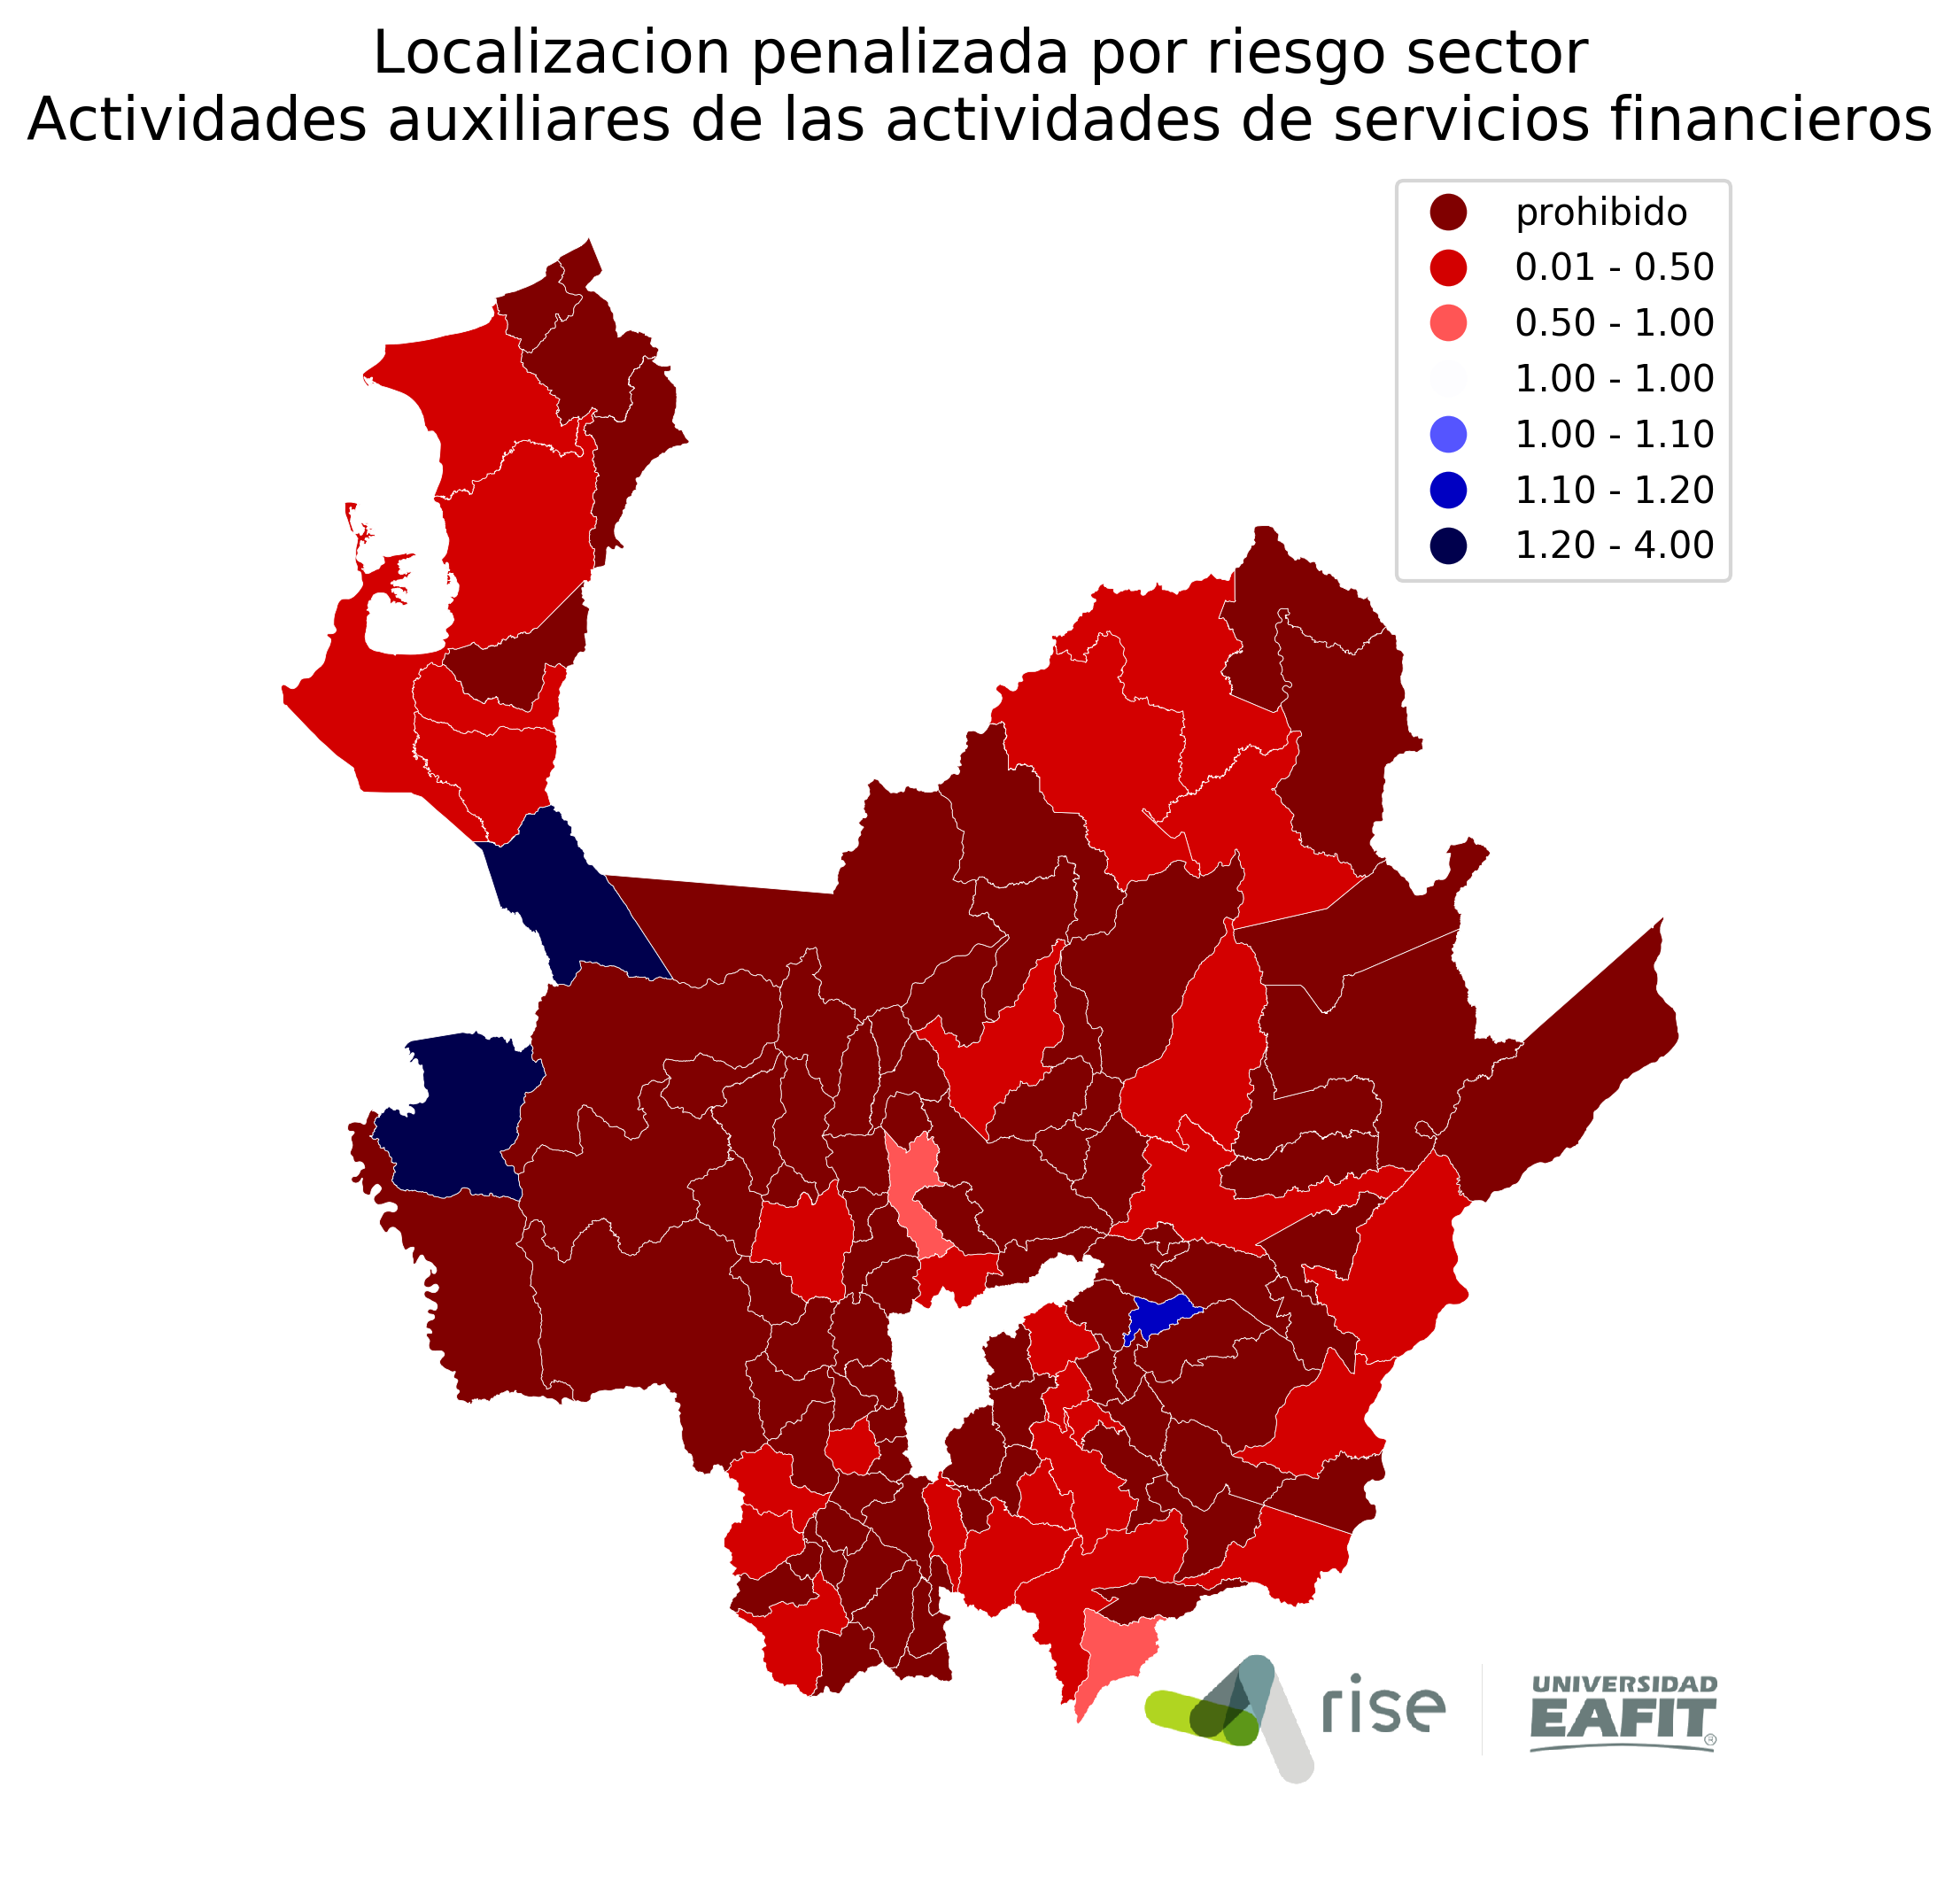 Localizacion penalizada por riesgo sector
Actividades auxiliares de las actividades de servicios financieros
prohibido
0.01 - 0.50
0.50 - 1.00
1.00 - 1.00
1.00 - 1.10
1.10 - 1.20
1.20 - 4.00
rise
UNIVERSIDAD
EAFIT®